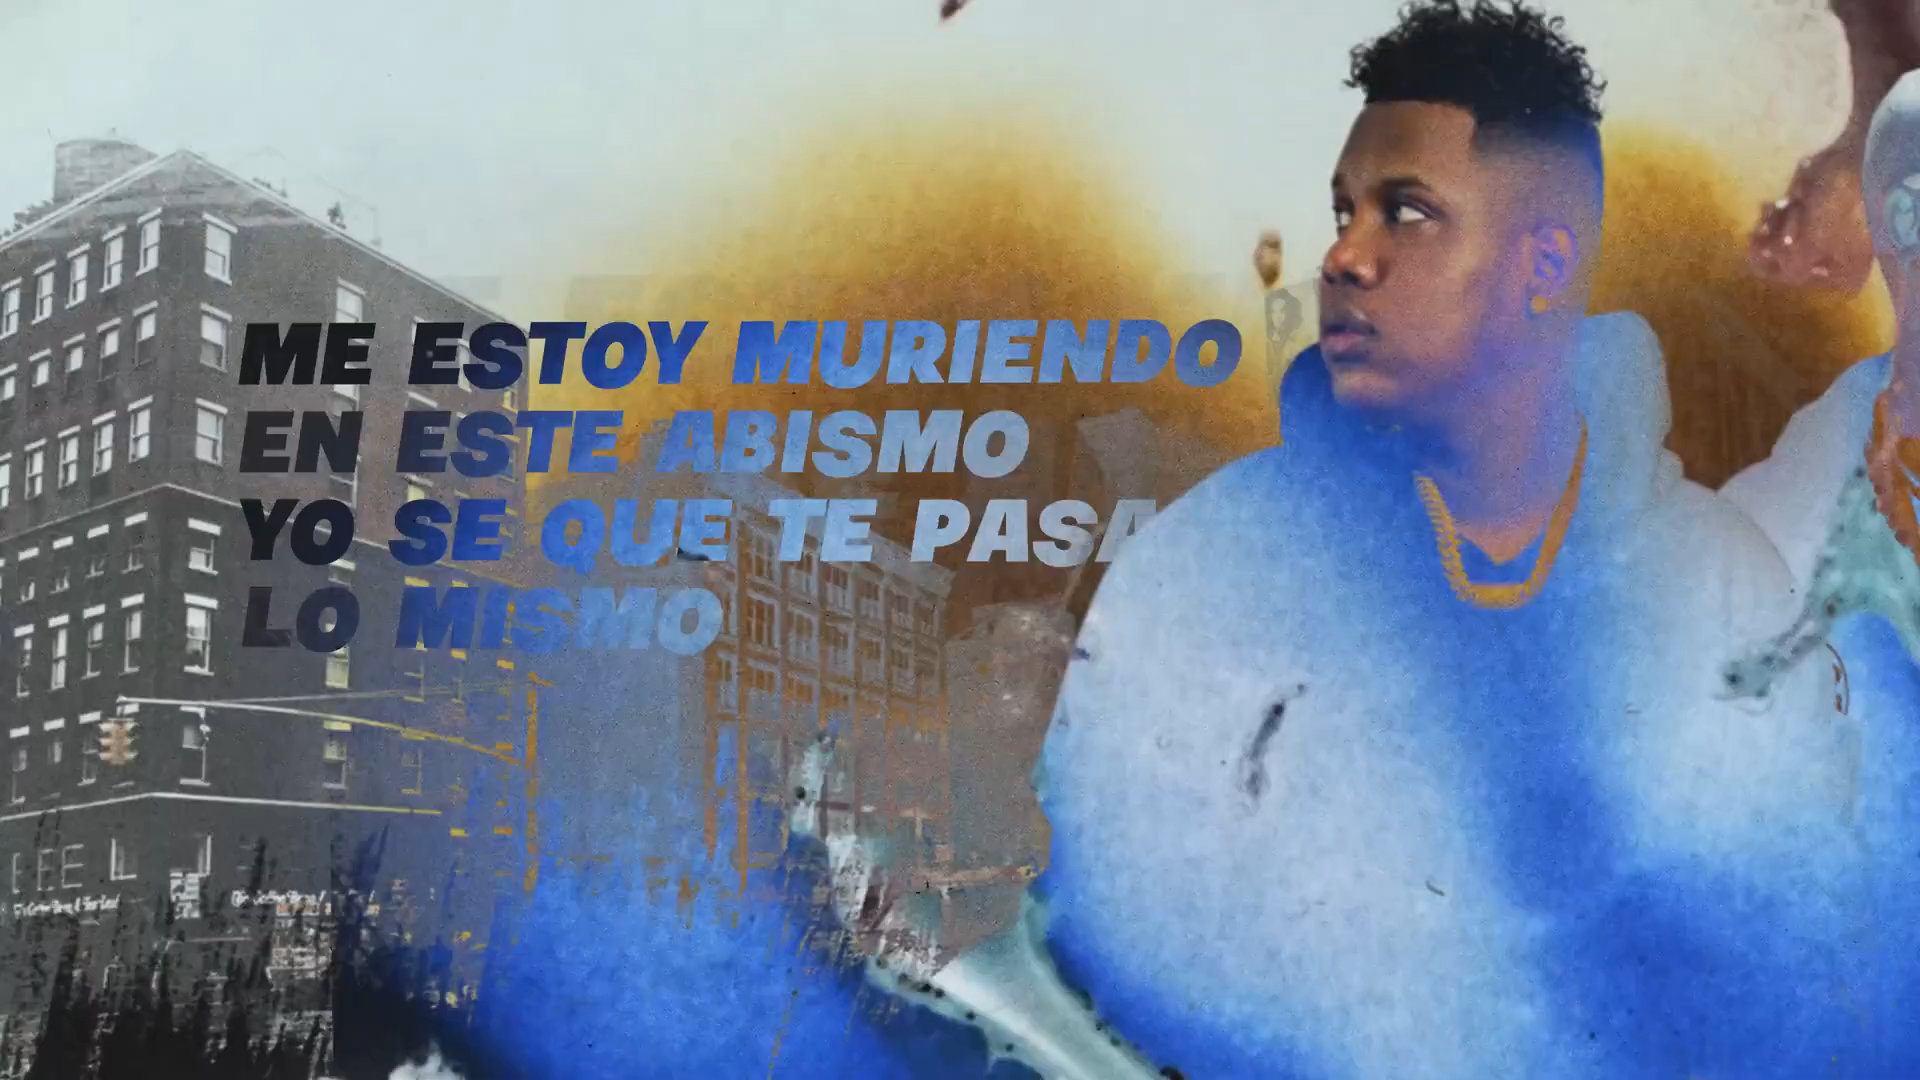 ME ESTOY MURIENDO
EN ESTE ABISMO
YO SE QUE TE PASA
LO MISMO